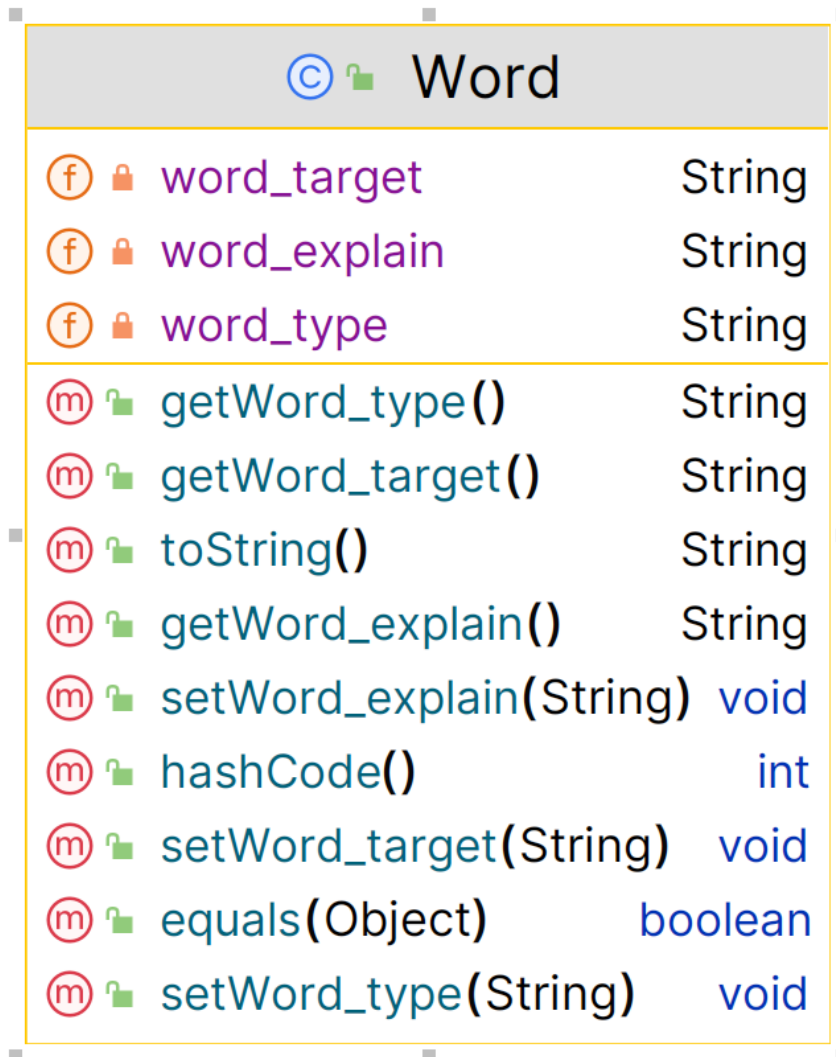 C Word
f word_target String
f word_explain String
f word_type String
m getWord_type() String
m getWord_target() String
m toString() String
m getWord_explain() String
m setWord_explain(String) void
m hashCode() int
m setWord_target(String) void
m equals(Object) boolean
m setWord_type(String) void